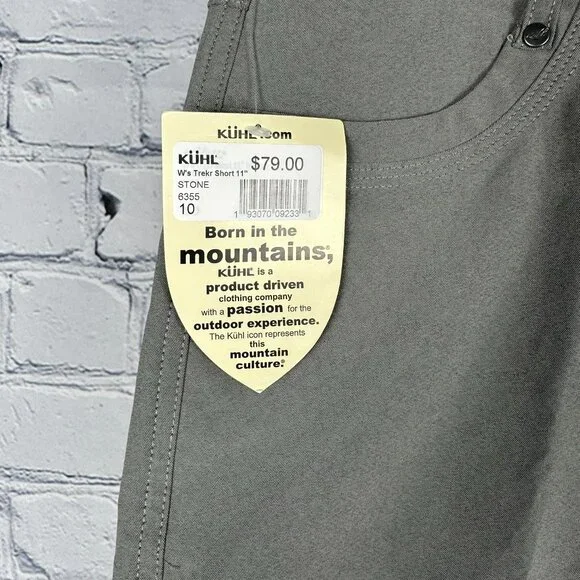 KÜHL.com
KÜHL
$79.00
W's Trekr Short 11"
STONE
6355
10
1 93070 09233 1
Born in the
mountains,
KÜHL® is a
product driven
clothing company
with a passion for the
outdoor experience.
The Kühl icon represents
this
mountain
culture.®